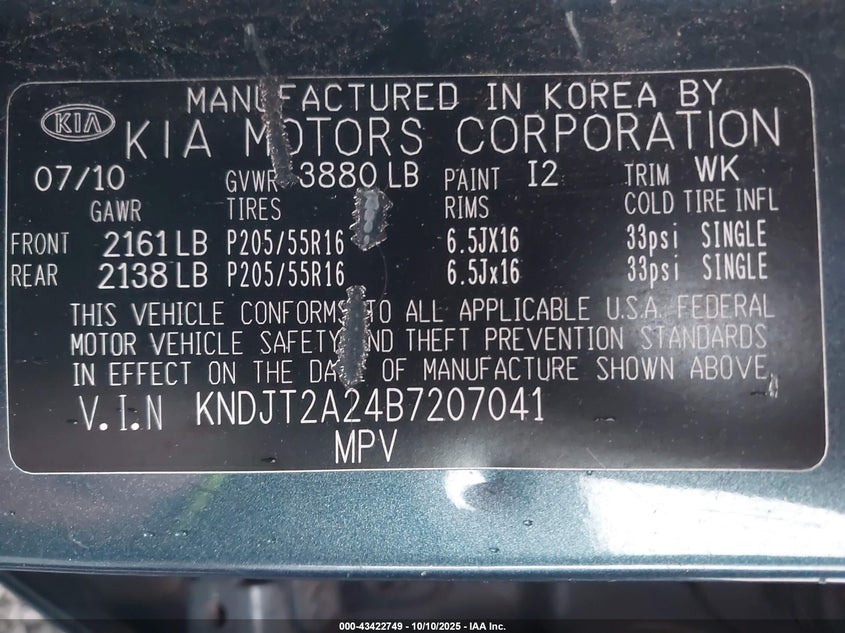 MANUFACTURED IN KOREA BY
KIA KIA MOTORS CORPORATION
07/10 GVWR 3880 LB PAINT I2 TRIM WK
GAWR TIRES RIMS COLD TIRE INFL
FRONT 2161 LB P205/55R16 6.5JX16 33psi SINGLE
REAR 2138 LB P205/55R16 6.5Jx16 33psi SINGLE
THIS VEHICLE CONFORMS TO ALL APPLICABLE U.S.A. FEDERAL
MOTOR VEHICLE SAFETY AND THEFT PREVENTION STANDARDS
IN EFFECT ON THE DATE OF MANUFACTURE SHOWN ABOVE.
V.I.N KNDJT2A24B7207041
MPV
000-43422749 | 10/10/2025 - IAA Inc.